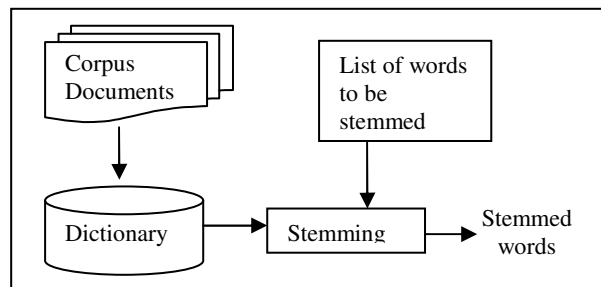 Corpus
Documents
List of words
to be
stemmed
Dictionary
Stemming
Stemmed
words